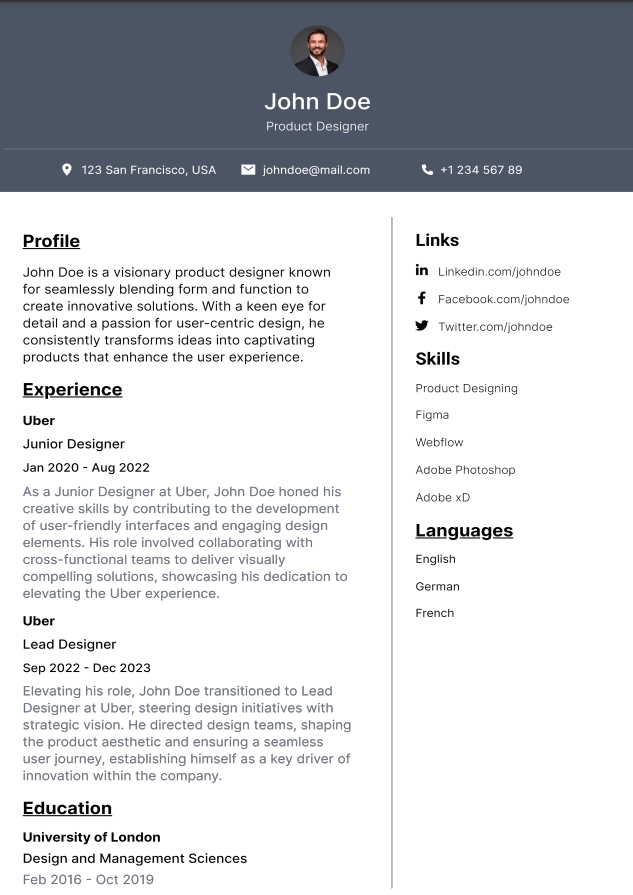 John Doe
Product Designer
123 San Francisco, USA
johndoe@mail.com
+1 234 567 89
Profile
John Doe is a visionary product designer known
for seamlessly blending form and function to
create innovative solutions. With a keen eye for
detail and a passion for user-centric design, he
consistently transforms ideas into captivating
products that enhance the user experience.
Experience
Uber
Junior Designer
Jan 2020 - Aug 2022
As a Junior Designer at Uber, John Doe honed his
creative skills by contributing to the development
of user-friendly interfaces and engaging design
elements. His role involved collaborating with
cross-functional teams to deliver visually
compelling solutions, showcasing his dedication to
elevating the Uber experience.
Uber
Lead Designer
Sep 2022 - Dec 2023
Elevating his role, John Doe transitioned to Lead
Designer at Uber, steering design initiatives with
strategic vision. He directed design teams, shaping
the product aesthetic and ensuring a seamless
user journey, establishing himself as a key driver of
innovation within the company.
Education
University of London
Design and Management Sciences
Feb 2016 - Oct 2019
Links
Linkedin.com/johndoe
Facebook.com/johndoe
Twitter.com/johndoe
Skills
Product Designing
Figma
Webflow
Adobe Photoshop
Adobe xD
Languages
English
German
French